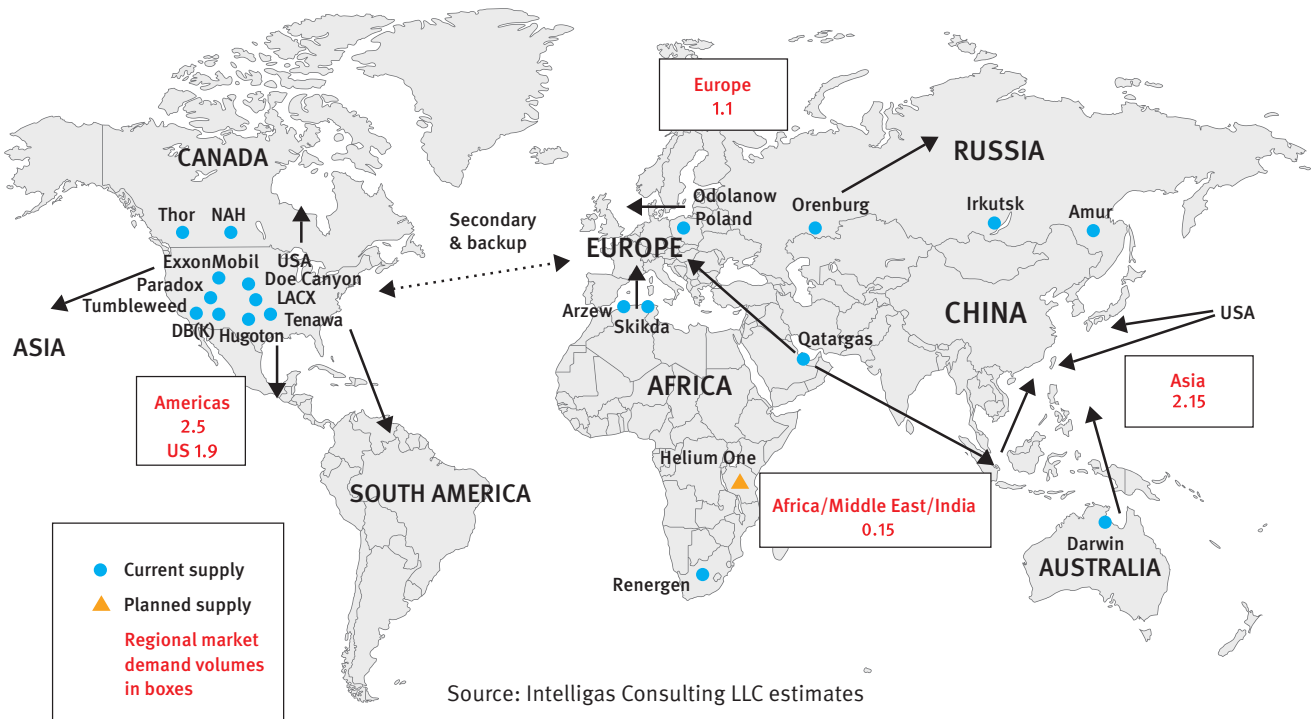 Europe
1.1
CANADA
RUSSIA
Thor
NAH
Secondary
& backup
Odolanow
Poland
Orenburg
Irkutsk
Amur
EUROPE
ExxonMobil
USA
Paradox
Doe Canyon
Tumbleweed
LACX
DB(K)
Hugoton
Tenawa
Arzew
Skikda
CHINA
USA
ASIA
Qatargas
AFRICA
Americas
2.5
US 1.9
Asia
2.15
Helium One
SOUTH AMERICA
Africa/Middle East/India
0.15
Darwin
AUSTRALIA
Renergen
Current supply
Planned supply
Regional market
demand volumes
in boxes
Source: Intelligas Consulting LLC estimates